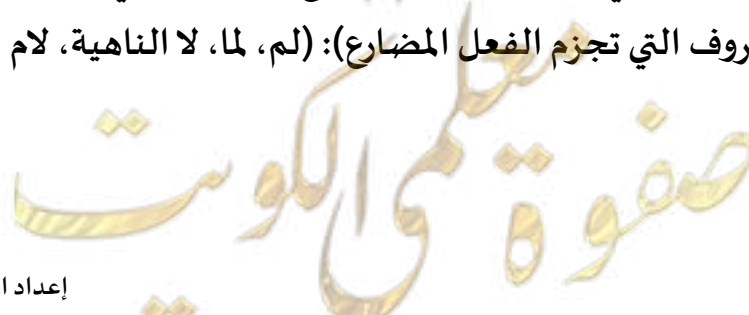 روف التي تجزم الفعل المضارع): (لم، لما، لا الناهية، لام
صفوة معلمي الكويت
إعداد ا